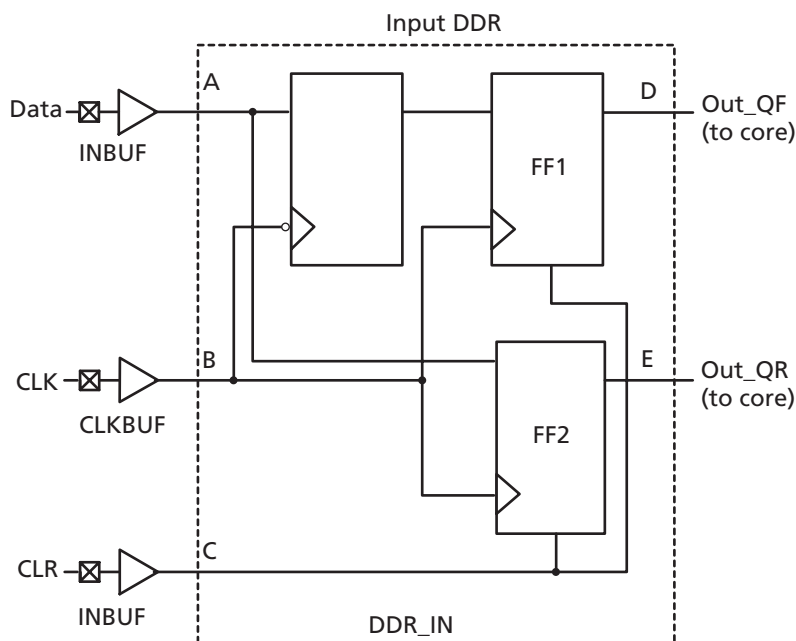 Input DDR
A
D
Data
Out_QF
(to core)
INBUF
FF1
B
E
CLK
Out_QR
(to core)
CLKBUF
FF2
C
CLR
INBUF
DDR_IN